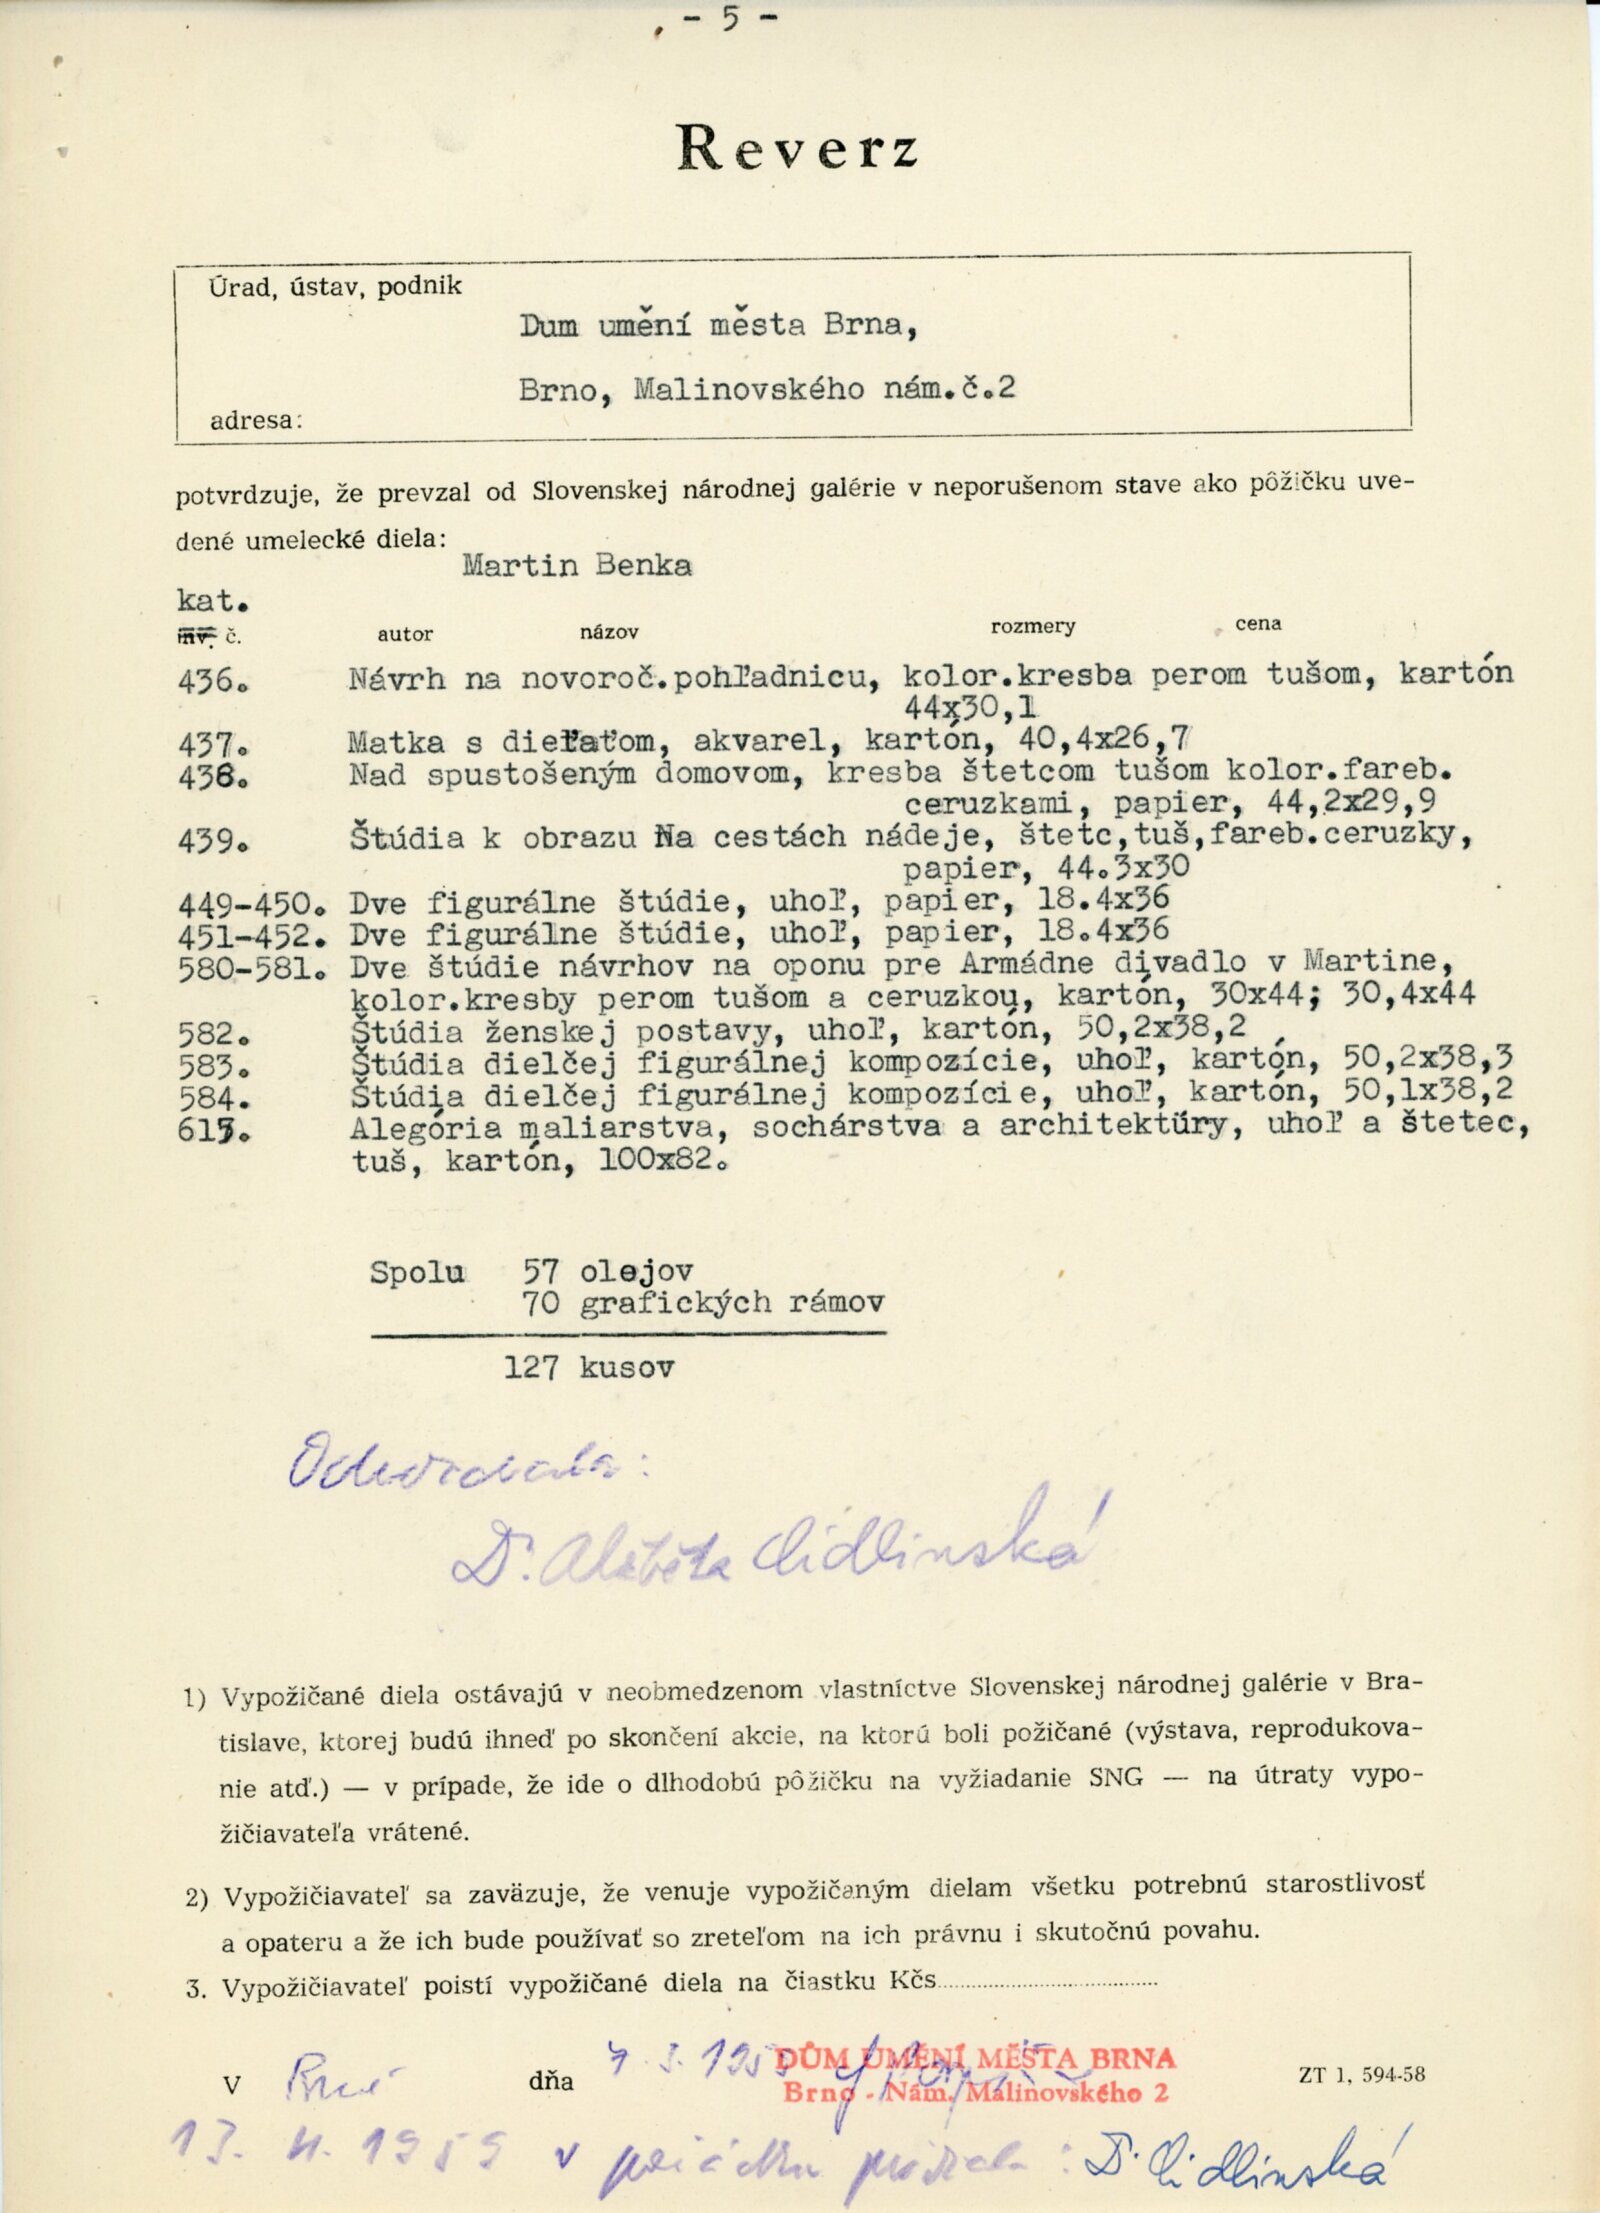 - 5 -
Reverz
Úrad, ústav, podnik
Dum umění města Brna,
Brno, Malinovského nám.č.2
adresa:
potvrdzuje, že prevzal od Slovenskej národnej galérie v neporušenom stave ako pôžičku uve-
dené umelecké diela:
Martin Benka
kat.
inv. č. autor názov rozmery cena
436. Návrh na novoroč.pohľadnicu, kolor.kresba perom tušom, kartón
44x30,1
437. Matka s dieťaťom, akvarel, kartón, 40,4x26,7
438. Nad spustošeným domovom, kresba štetcom tušom kolor.fareb.
ceruzkami, papier, 44,2x29,9
439. Štúdia k obrazu Na cestách nádeje, štetc,tuš,fareb.ceruzky,
papier, 44.3x30
449-450. Dve figurálne štúdie, uhoľ, papier, 18.4x36
451-452. Dve figurálne štúdie, uhoľ, papier, 18.4x36
580-581. Dve štúdie návrhov na oponu pre Armádne divadlo v Martine,
kolor.kresby perom tušom a ceruzkou, kartón, 30x44; 30,4x44
582. Štúdia ženskej postavy, uhoľ, kartón, 50,2x38,2
583. Štúdia dielčej figurálnej kompozície, uhoľ, kartón, 50,2x38,3
584. Štúdia dielčej figurálnej kompozície, uhoľ, kartón, 50,1x38,2
613. Alegória maliarstva, sochárstva a architektúry, uhoľ a štetec,
tuš, kartón, 100x82.
Spolu 57 olejov
70 grafických rámov
127 kusov
Odovzdala:
Dr. Alžběta
1) Vypožičané diela ostávajú v neobmedzenom vlastníctve Slovenskej národnej galérie v Bra-
tislave, ktorej budú ihneď po skončení akcie, na ktorú boli požičané (výstava, reprodukova-
nie atď.) — v prípade, že ide o dlhodobú pôžičku na vyžiadanie SNG — na útraty vypo-
žičiavateľa vrátené.
2) Vypožičiavateľ sa zaväzuje, že venuje vypožičaným dielam všetku potrebnú starostlivosť
a opateru a že ich bude používať so zreteľom na ich právnu i skutočnú povahu.
3. Vypožičiavateľ poistí vypožičané diela na čiastku Kčs
DŮM UMĚNÍ MĚSTA BRNA
Brno - Nám. Malinovského 2
V Brně dňa ZT 1, 594-58
1959 v